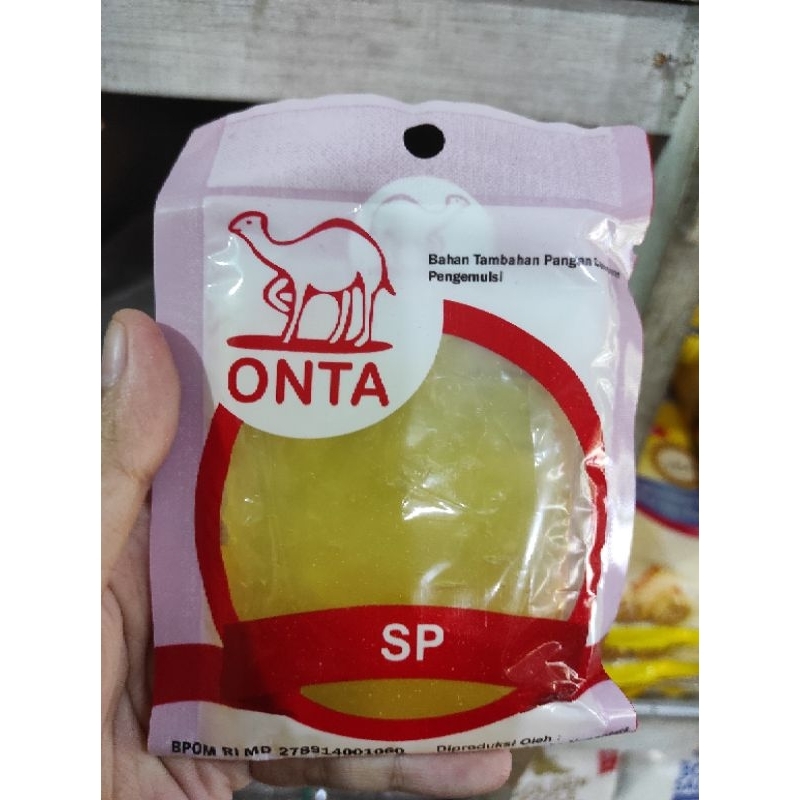 Bahan Tambahan Pangan
Pengemulsi
ONTA
SP
BPOM RI MD 278914001060
Diproduksi Oleh :